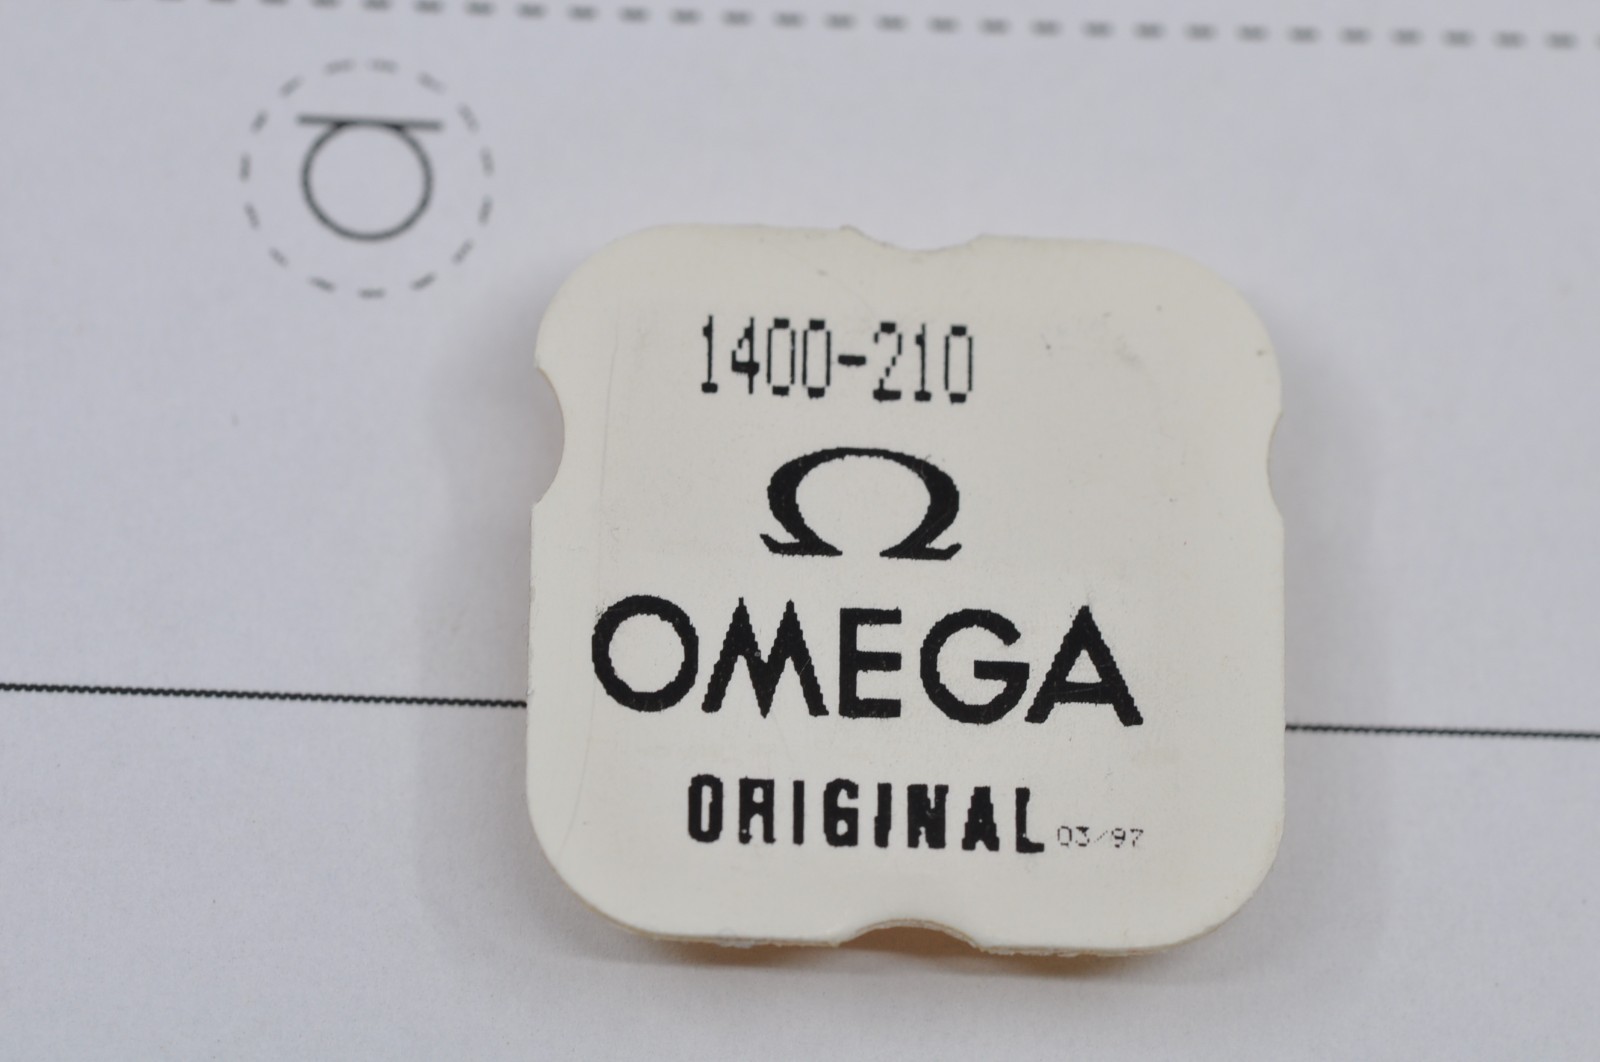 1400-210
Ω
OMEGA
ORIGINAL 03/97